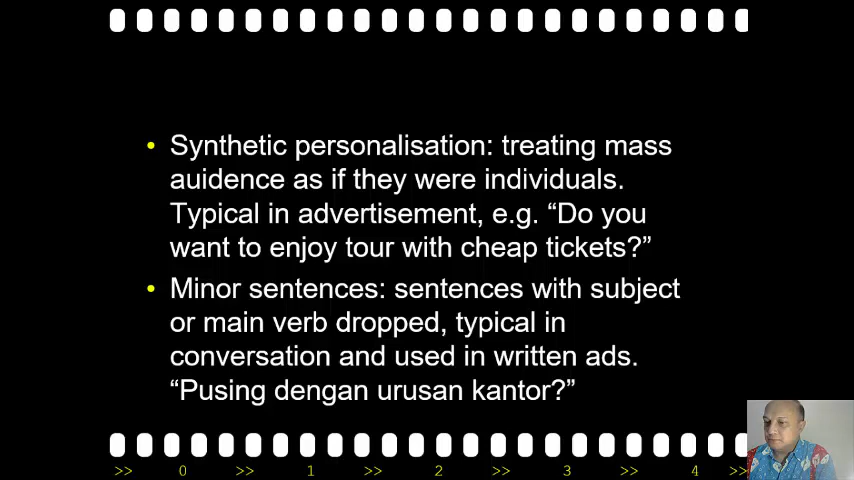 • Synthetic personalisation: treating mass
auidence as if they were individuals.
Typical in advertisement, e.g. “Do you
want to enjoy tour with cheap tickets?”
• Minor sentences: sentences with subject
or main verb dropped, typical in
conversation and used in written ads.
“Pusing dengan urusan kantor?”
>> 0 >> 1 >> 2 >> 3 >> 4 >>